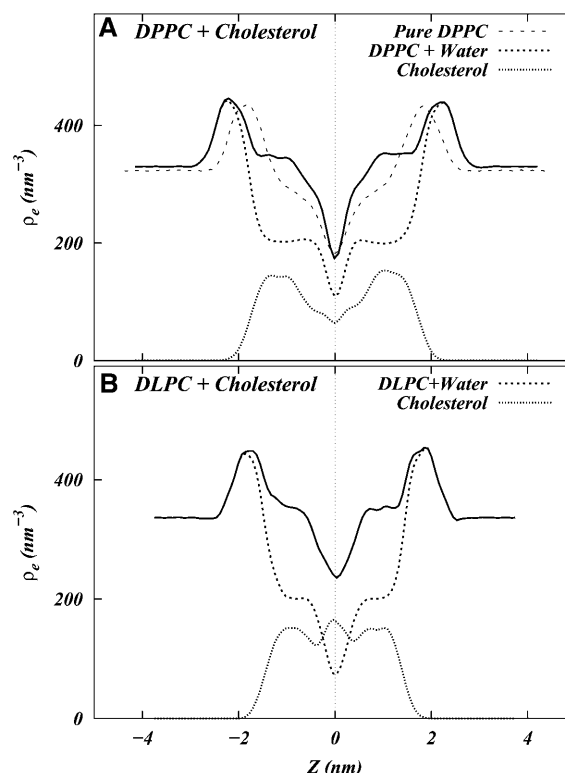 A DPPC + Cholesterol
Pure DPPC
DPPC + Water
Cholesterol
400
200
0
ρe (nm−3)
B DLPC + Cholesterol
DLPC+Water
Cholesterol
400
200
0
ρe (nm−3)
−4 −2 0 2 4
Z (nm)